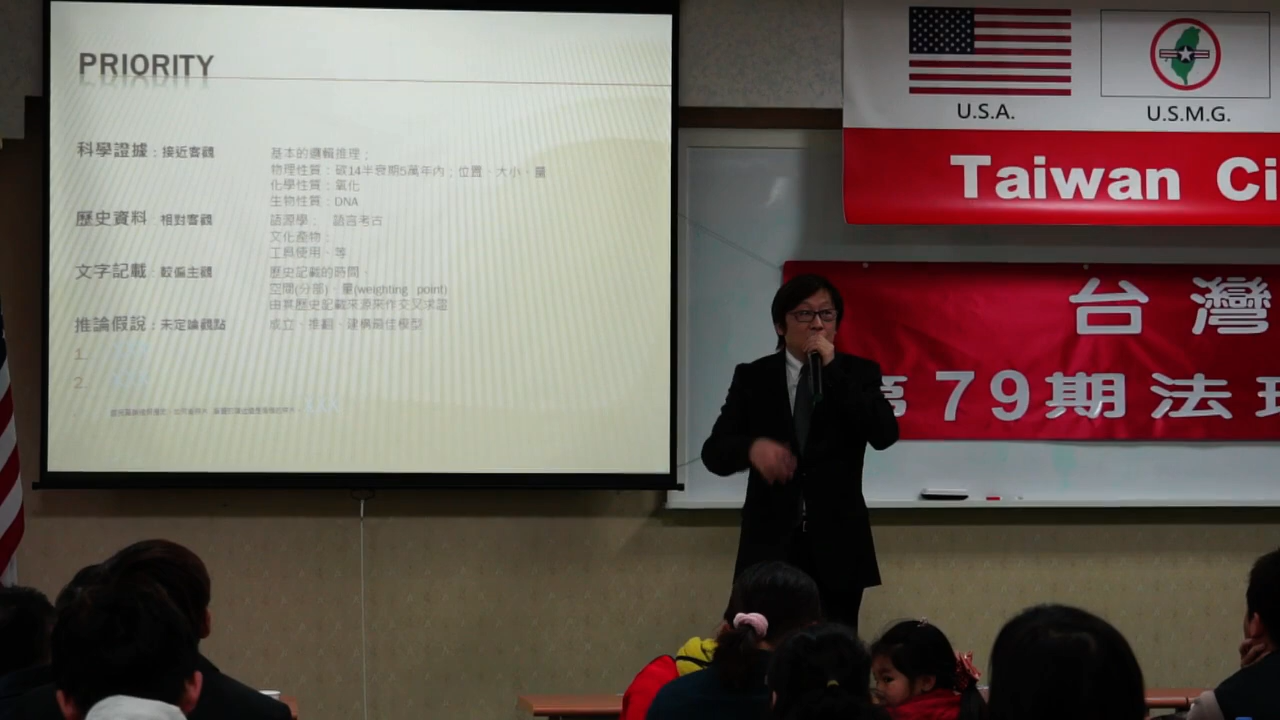 PRIORITY
科學證據：接近客觀 基本的邏輯推理；
物理性質：碳14半衰期5萬年內；位置、大小、量
化學性質：氧化
生物性質：DNA
歷史資料 相對客觀 語源學： 語言考古
文化產物：
工具使用、等
文字記載 較偏主觀 歷史記載的時間、
空間(分部)、量(weighting point)
由其歷史記載來源來作交叉求證
推論假說：未定論觀點 成立、推翻、建構最佳模型
1.
2.
U.S.A.
U.S.M.G.
Taiwan Ci
台灣
第79期法理